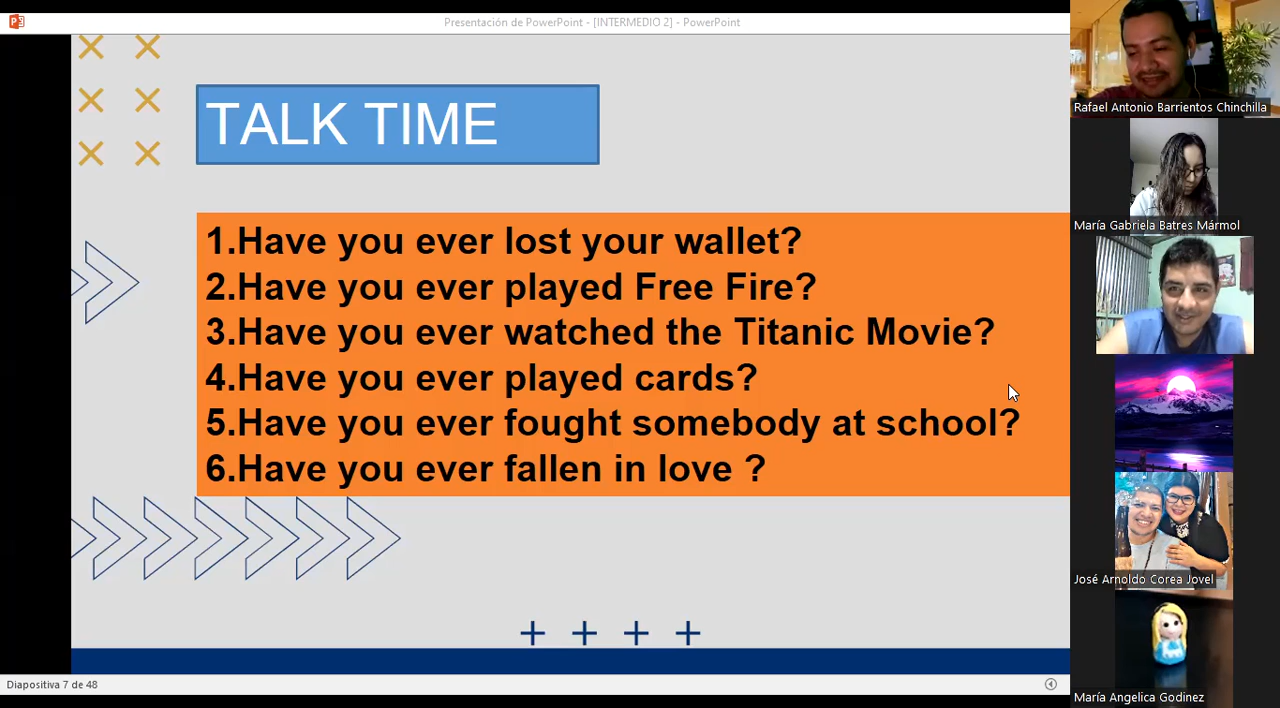 Presentación de PowerPoint - [INTERMEDIO 2] - PowerPoint
TALK TIME
1.Have you ever lost your wallet?
2.Have you ever played Free Fire?
3.Have you ever watched the Titanic Movie?
4.Have you ever played cards?
5.Have you ever fought somebody at school?
6.Have you ever fallen in love ?
Diapositiva 7 de 48
Rafael Antonio Barrientos Chinchilla
María Gabriela Batres Mármol
José Arnoldo Corea Jovel
María Angelica Godinez